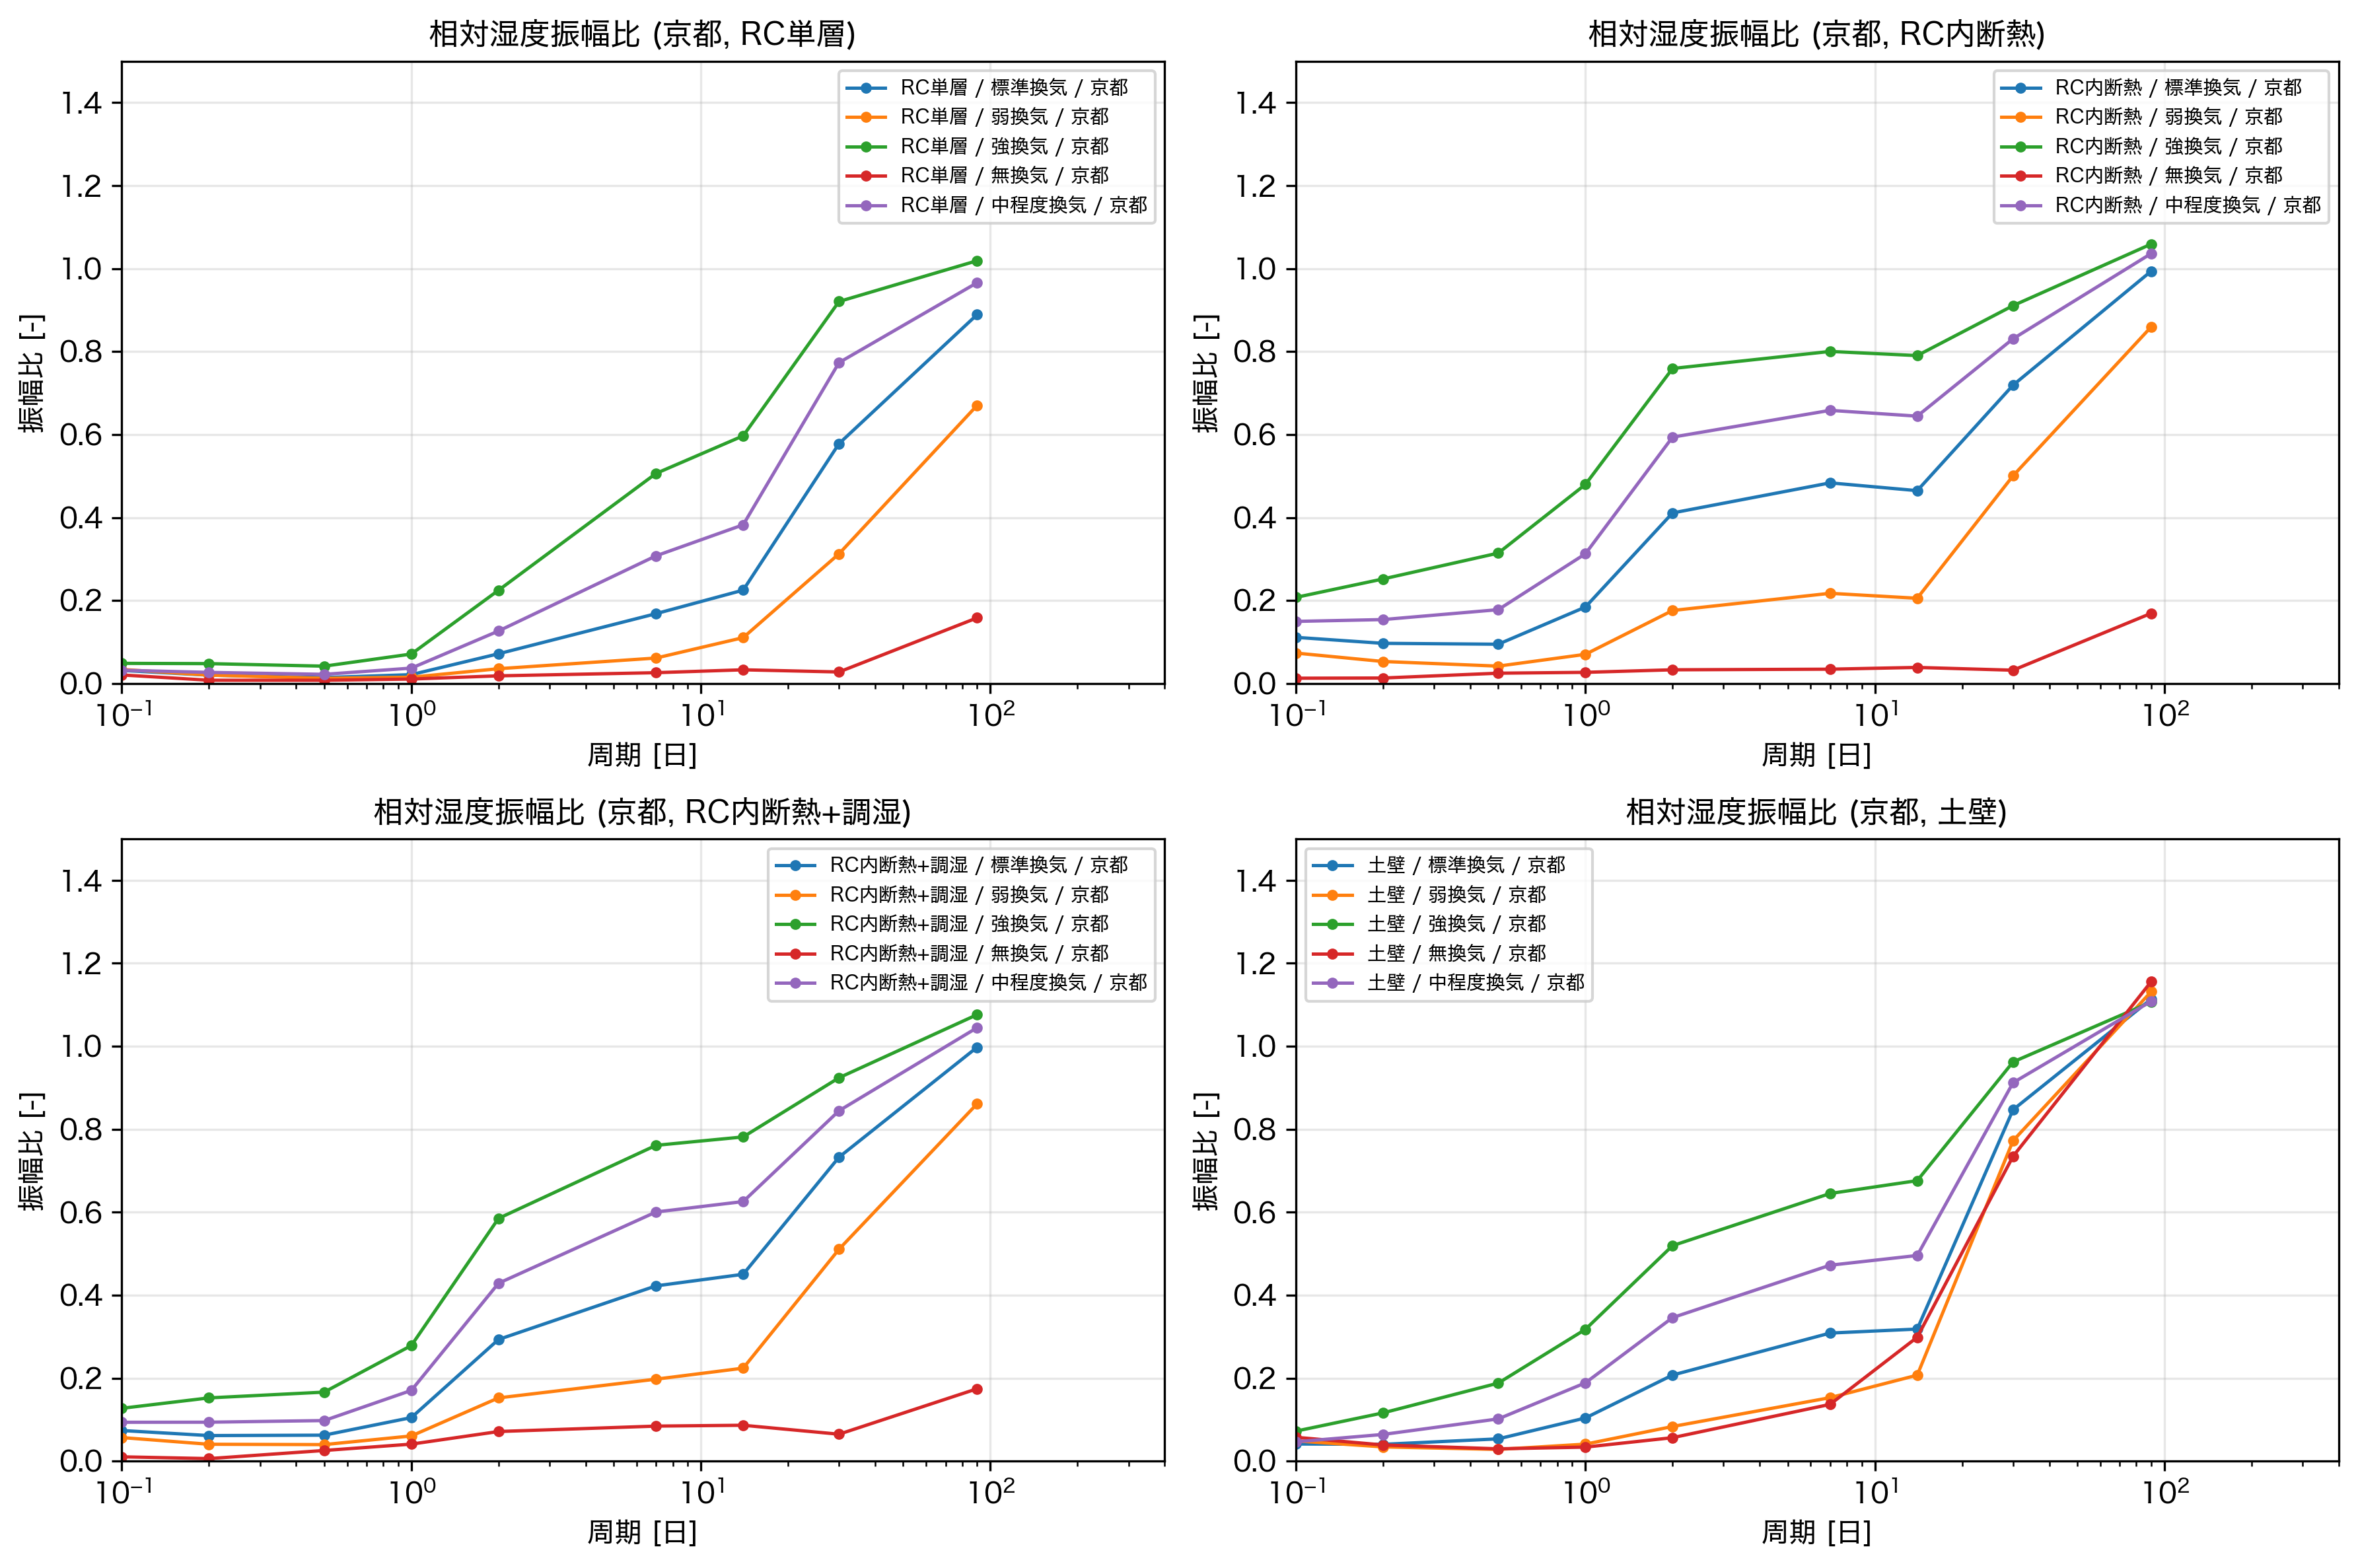 相対湿度振幅比 (京都, RC単層)
振幅比 [-]
1.4
1.2
1.0
0.8
0.6
0.4
0.2
0.0
RC単層 / 標準換気 / 京都
RC単層 / 弱換気 / 京都
RC単層 / 強換気 / 京都
RC単層 / 無換気 / 京都
RC単層 / 中程度換気 / 京都
10⁻¹ 10⁰ 10¹ 10²
周期 [日]
相対湿度振幅比 (京都, RC内断熱)
振幅比 [-]
1.4
1.2
1.0
0.8
0.6
0.4
0.2
0.0
RC内断熱 / 標準換気 / 京都
RC内断熱 / 弱換気 / 京都
RC内断熱 / 強換気 / 京都
RC内断熱 / 無換気 / 京都
RC内断熱 / 中程度換気 / 京都
10⁻¹ 10⁰ 10¹ 10²
周期 [日]
相対湿度振幅比 (京都, RC内断熱+調湿)
振幅比 [-]
1.4
1.2
1.0
0.8
0.6
0.4
0.2
0.0
RC内断熱+調湿 / 標準換気 / 京都
RC内断熱+調湿 / 弱換気 / 京都
RC内断熱+調湿 / 強換気 / 京都
RC内断熱+調湿 / 無換気 / 京都
RC内断熱+調湿 / 中程度換気 / 京都
10⁻¹ 10⁰ 10¹ 10²
周期 [日]
相対湿度振幅比 (京都, 土壁)
振幅比 [-]
1.4
1.2
1.0
0.8
0.6
0.4
0.2
0.0
土壁 / 標準換気 / 京都
土壁 / 弱換気 / 京都
土壁 / 強換気 / 京都
土壁 / 無換気 / 京都
土壁 / 中程度換気 / 京都
10⁻¹ 10⁰ 10¹ 10²
周期 [日]